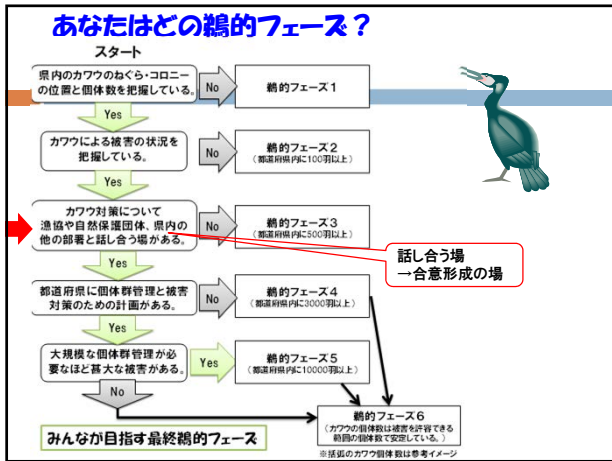 あなたはどの鵜的フェーズ？
スタート
県内のカワウのねぐら・コロニー
の位置と個体数を把握している。
No
鵜的フェーズ１
Yes
カワウによる被害の状況を
把握している。
No
鵜的フェーズ２
（都道府県内に100羽以上）
Yes
カワウ対策について
漁協や自然保護団体、県内の
他の部署と話し合う場がある。
No
鵜的フェーズ３
（都道府県内に500羽以上）
話し合う場
→合意形成の場
Yes
都道府県に個体群管理と被害
対策のための計画がある。
No
鵜的フェーズ４
（都道府県内に3000羽以上）
Yes
大規模な個体群管理が必
要なほど甚大な被害がある。
Yes
鵜的フェーズ５
（都道府県内に10000羽以上）
No
鵜的フェーズ６
（カワウの個体数は被害を許容できる
範囲の個体数で安定している。）
みんなが目指す最終鵜的フェーズ
※括弧のカワウ個体数は参考イメージ